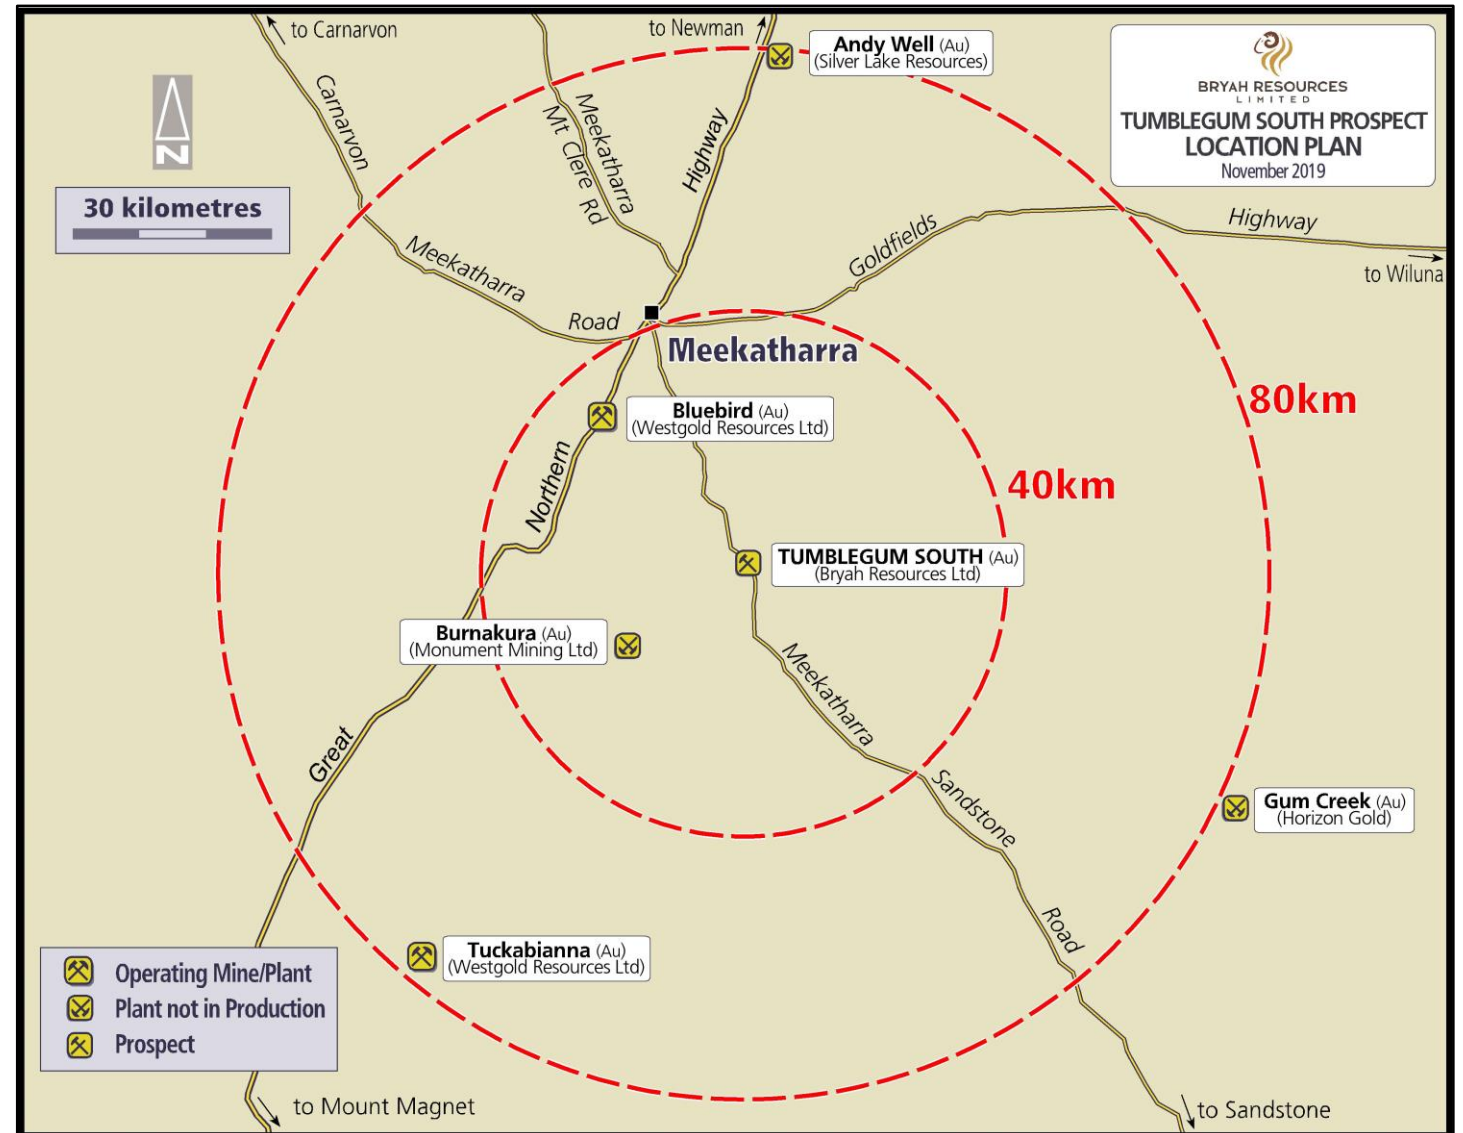 to Carnarvon
to Newman
Andy Well (Au)
(Silver Lake Resources)
BRYAH RESOURCES
LIMITED
TUMBLEGUM SOUTH PROSPECT
LOCATION PLAN
November 2019
N
30 kilometres
Carnarvon
Meekatharra
Mt Clere Rd
Highway
Meekatharra
Road
Goldfields
Highway
to Wiluna
Meekatharra
80km
40km
Bluebird (Au)
(Westgold Resources Ltd)
Northern
TUMBLEGUM SOUTH (Au)
(Bryah Resources Ltd)
Burnakura (Au)
(Monument Mining Ltd)
Meekatharra
Great
Sandstone
Gum Creek (Au)
(Horizon Gold)
Road
Tuckabianna (Au)
(Westgold Resources Ltd)
Operating Mine/Plant
Plant not in Production
Prospect
to Mount Magnet
to Sandstone